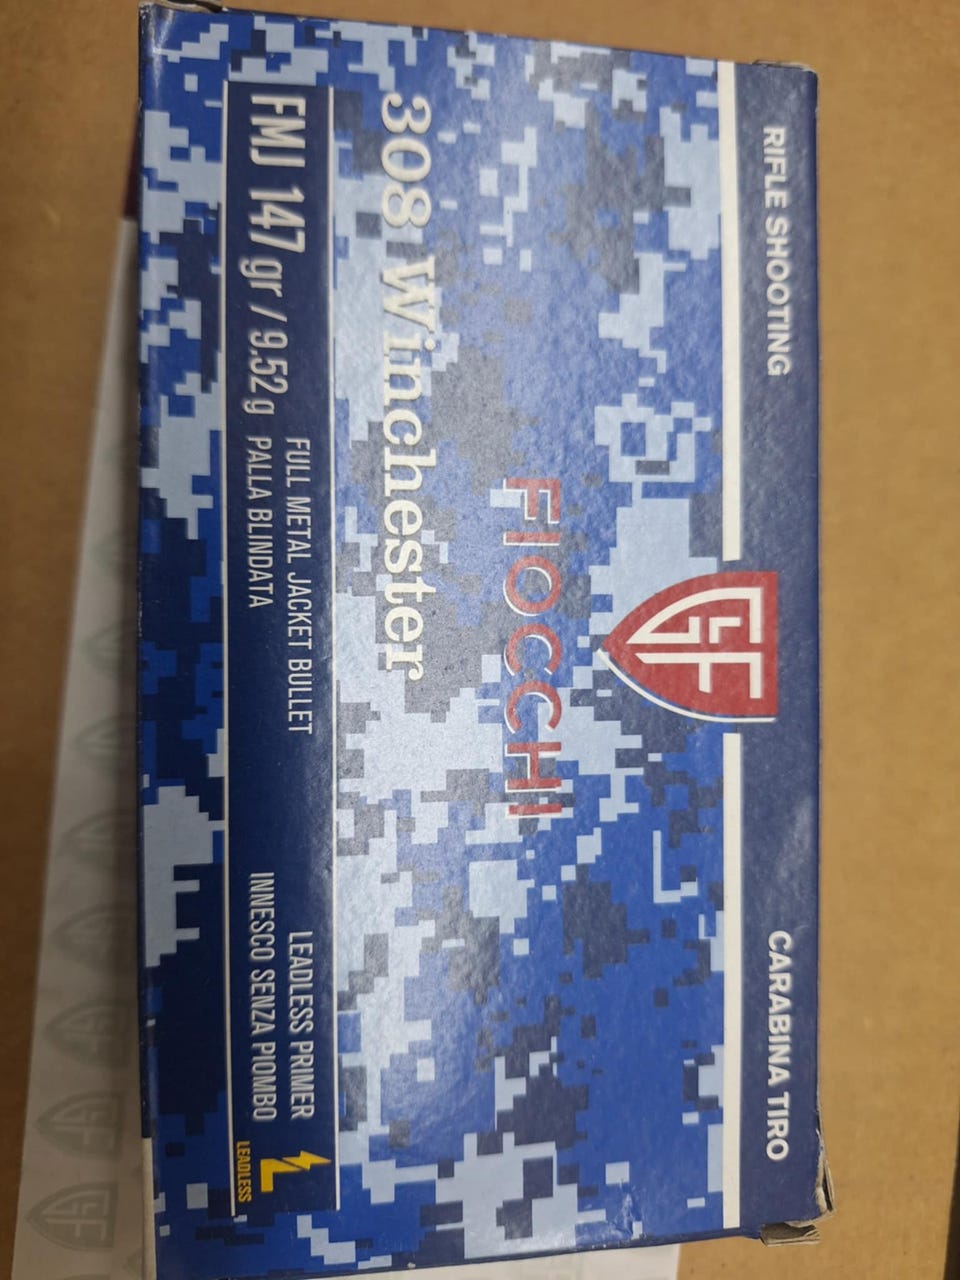 RIFLE SHOOTING
GFL
CARABINA TIRO
FIOCCHI
308 Winchester
FMJ 147 gr / 9,52 g
FULL METAL JACKET BULLET
PALLA BLINDATA
LEADLESS PRIMER
INNESCO SENZA PIOMBO
L
LEADLESS